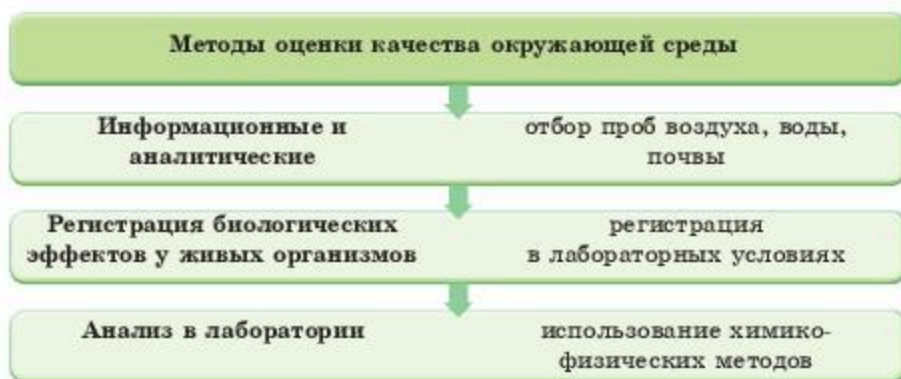 Методы оценки качества окружающей среды
Информационные и
аналитические
отбор проб воздуха, воды,
почвы
Регистрация биологических
эффектов у живых организмов
регистрация
в лабораторных условиях
Анализ в лаборатории
использование химико-
физических методов